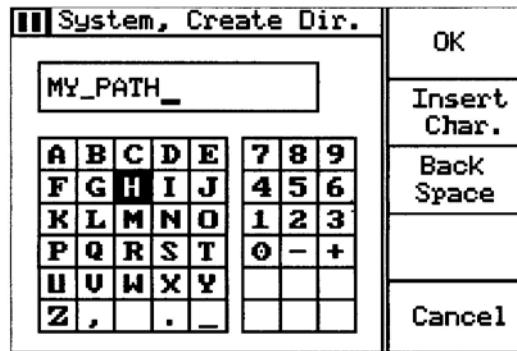 System, Create Dir.
MY_PATH_
A B C D E 7 8 9
F G H I J 4 5 6
K L M N O 1 2 3
P Q R S T 0 - +
U V W X Y
Z , . _
OK
Insert
Char.
Back
Space
Cancel